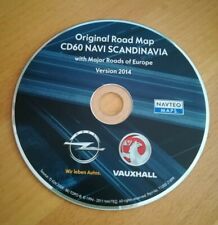 Original Road Map
CD60 NAVI SCANDINAVIA
with Major Roads of Europe
Version 2014
NAVTEQ
MAPS
Wir leben Autos.
VAUXHALL